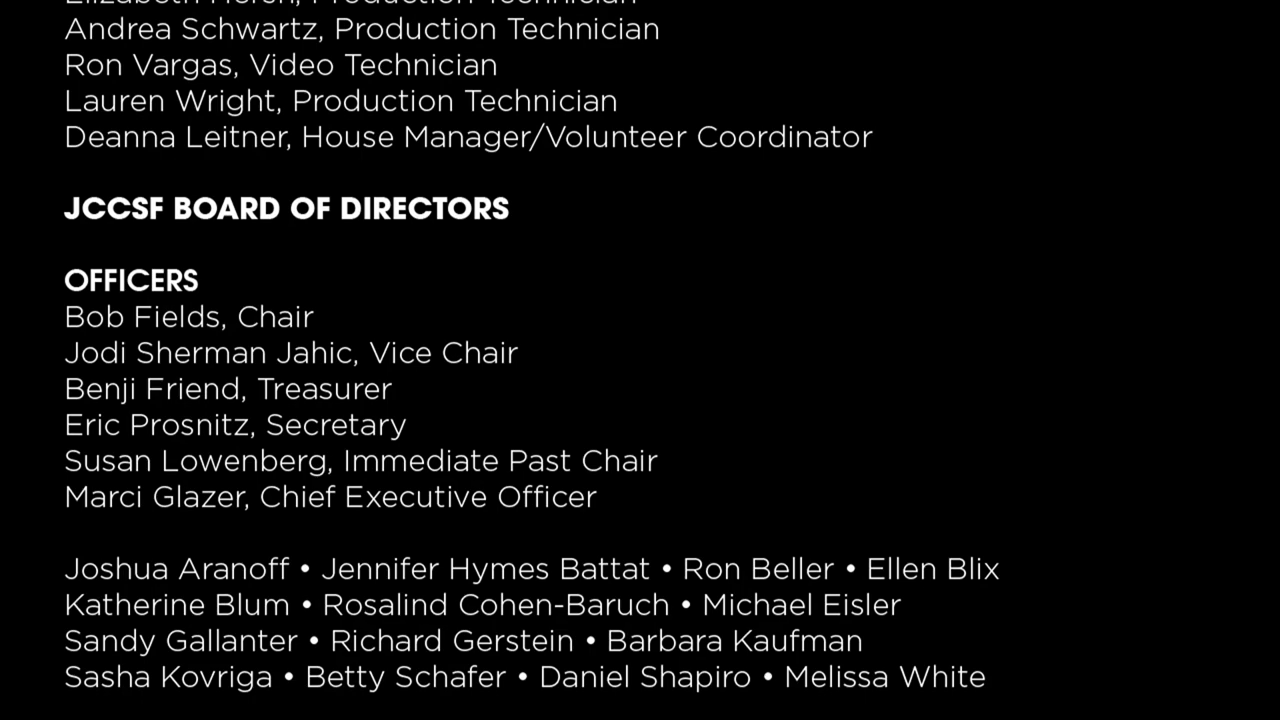 Production Technician
Andrea Schwartz, Production Technician
Ron Vargas, Video Technician
Lauren Wright, Production Technician
Deanna Leitner, House Manager/Volunteer Coordinator
JCCSF BOARD OF DIRECTORS
OFFICERS
Bob Fields, Chair
Jodi Sherman Jahic, Vice Chair
Benji Friend, Treasurer
Eric Prosnitz, Secretary
Susan Lowenberg, Immediate Past Chair
Marci Glazer, Chief Executive Officer
Joshua Aranoff • Jennifer Hymes Battat • Ron Beller • Ellen Blix
Katherine Blum • Rosalind Cohen-Baruch • Michael Eisler
Sandy Gallanter • Richard Gerstein • Barbara Kaufman
Sasha Kovriga • Betty Schafer • Daniel Shapiro • Melissa White